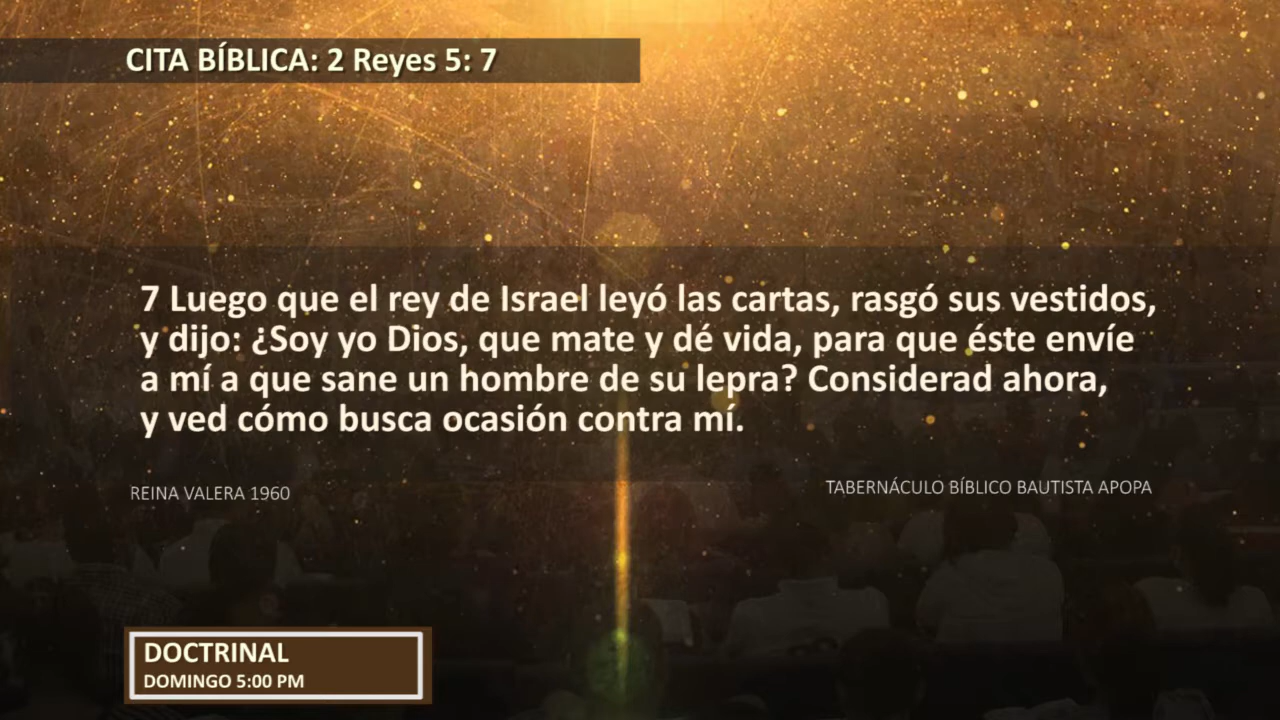 CITA BÍBLICA: 2 Reyes 5: 7
7 Luego que el rey de Israel leyó las cartas, rasgó sus vestidos,
y dijo: ¿Soy yo Dios, que mate y dé vida, para que éste envíe
a mí a que sane un hombre de su lepra? Considerad ahora,
y ved cómo busca ocasión contra mí.
REINA VALERA 1960
TABERNÁCULO BÍBLICO BAUTISTA APOPA
DOCTRINAL
DOMINGO 5:00 PM